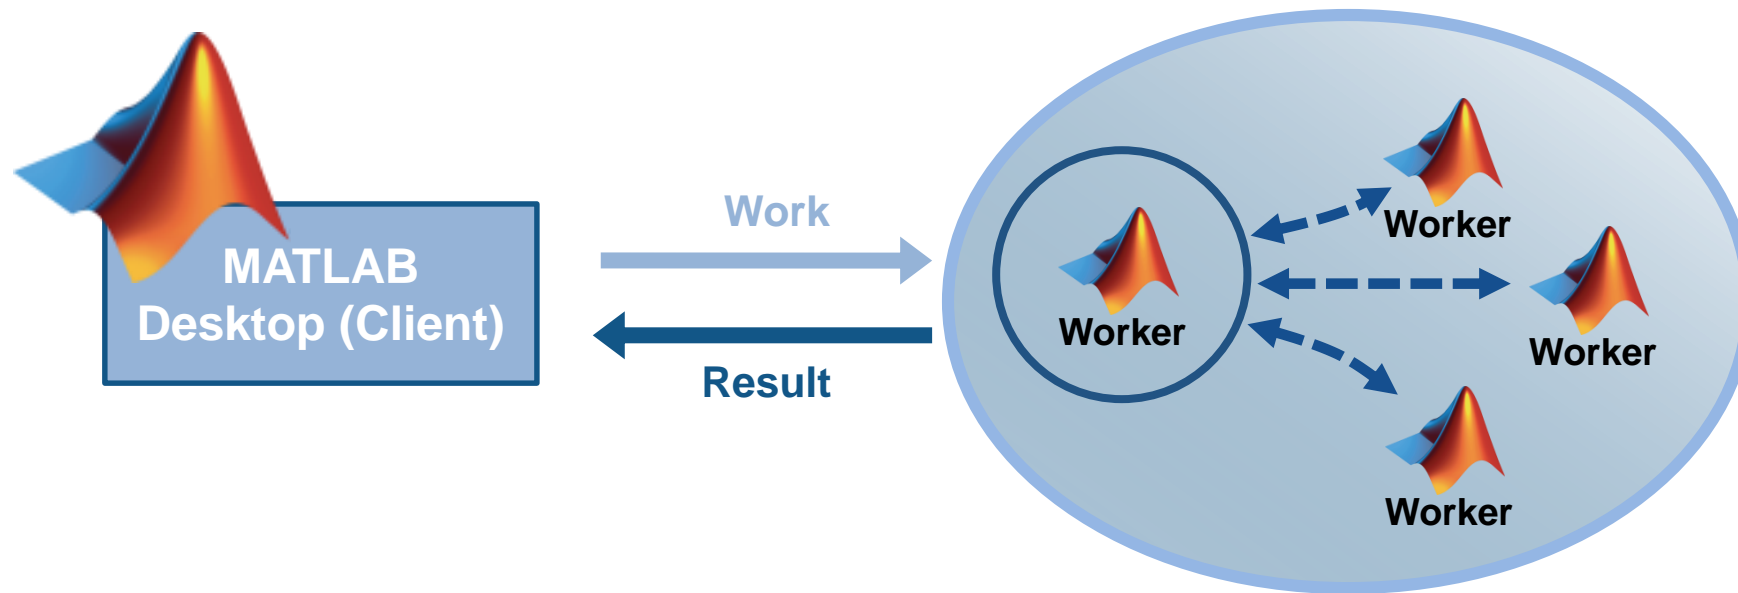 MATLAB
Desktop (Client)
Work
Result
Worker
Worker
Worker
Worker